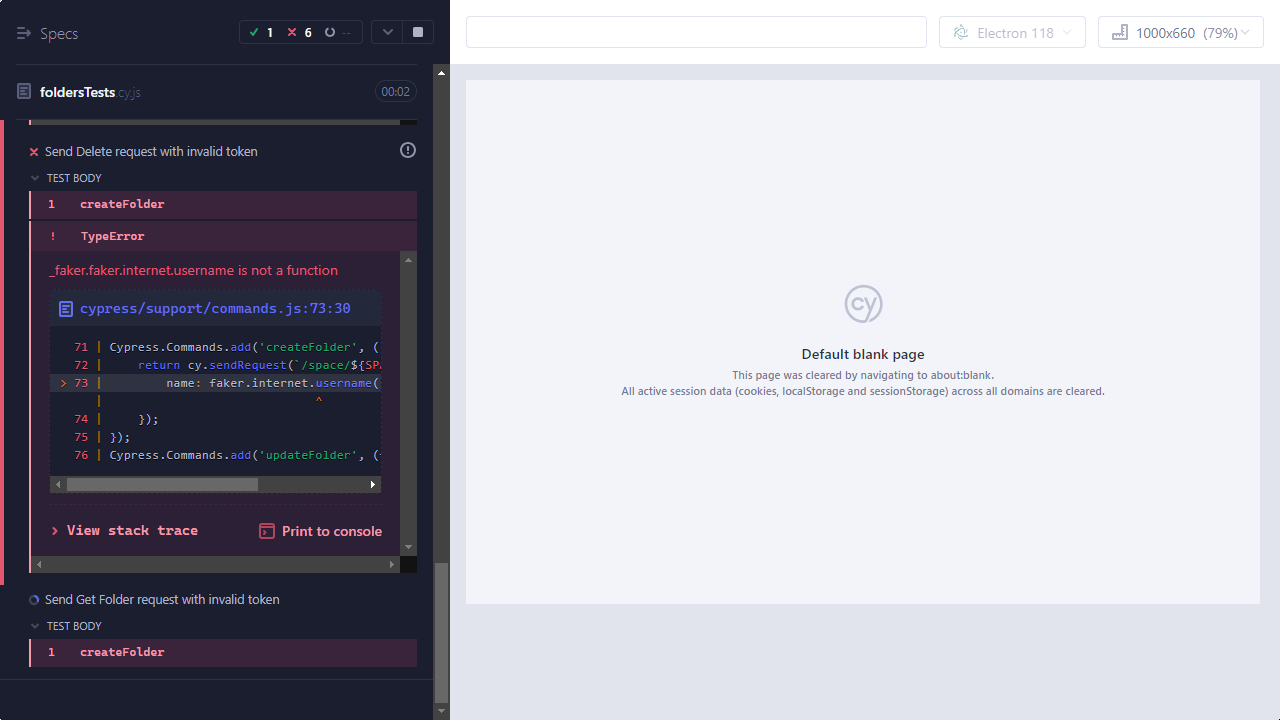 Specs
1
6
--
Electron 118
1000x660 (79%)
foldersTests.cy.js
00:02
Send Delete request with invalid token
TEST BODY
1 createFolder
! TypeError
_faker.faker.internet.username is not a function
cypress/support/commands.js:73:30
71 | Cypress.Commands.add('createFolder', (
72 | return cy.sendRequest(`/space/${SPA
> 73 | name: faker.internet.username(
| ^
74 | });
75 | });
76 | Cypress.Commands.add('updateFolder', (
View stack trace
Print to console
Send Get Folder request with invalid token
TEST BODY
1 createFolder
cy
Default blank page
This page was cleared by navigating to about:blank.
All active session data (cookies, localStorage and sessionStorage) across all domains are cleared.